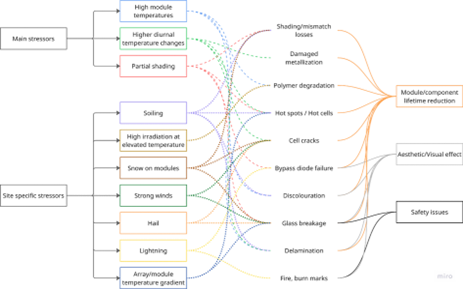 Main stressors
High module
temperatures
Higher diurnal
temperature changes
Partial shading
Site specific stressors
Soiling
High irradiation at
elevated temperature
Snow on modules
Strong winds
Hail
Lightning
Array/module
temperature gradient
Shading/mismatch
losses
Damaged
metallization
Polymer degradation
Hot spots / Hot cells
Cell cracks
Bypass diode failure
Discolouration
Glass breakage
Delamination
Fire, burn marks
Module/component
lifetime reduction
Aesthetic/Visual effect
Safety issues
miro